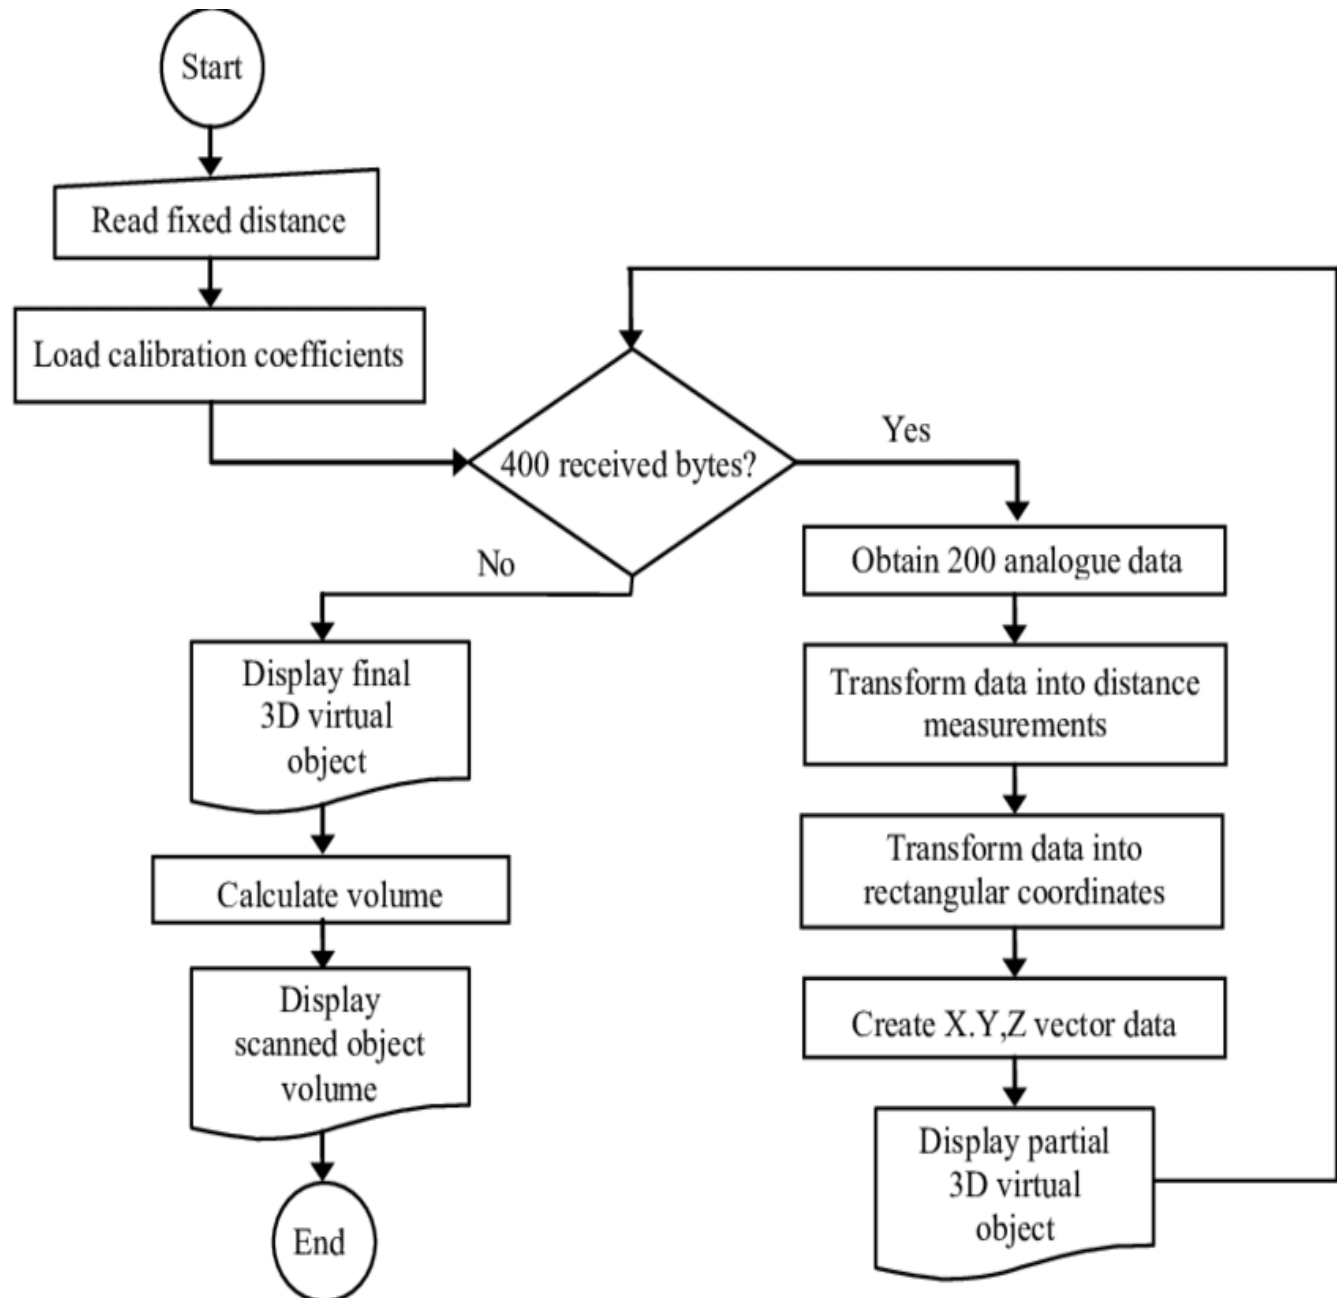 Start
Read fixed distance
Load calibration coefficients
400 received bytes?
Yes
No
Obtain 200 analogue data
Transform data into distance
measurements
Transform data into
rectangular coordinates
Create X.Y,Z vector data
Display partial
3D virtual
object
Display final
3D virtual
object
Calculate volume
Display
scanned object
volume
End